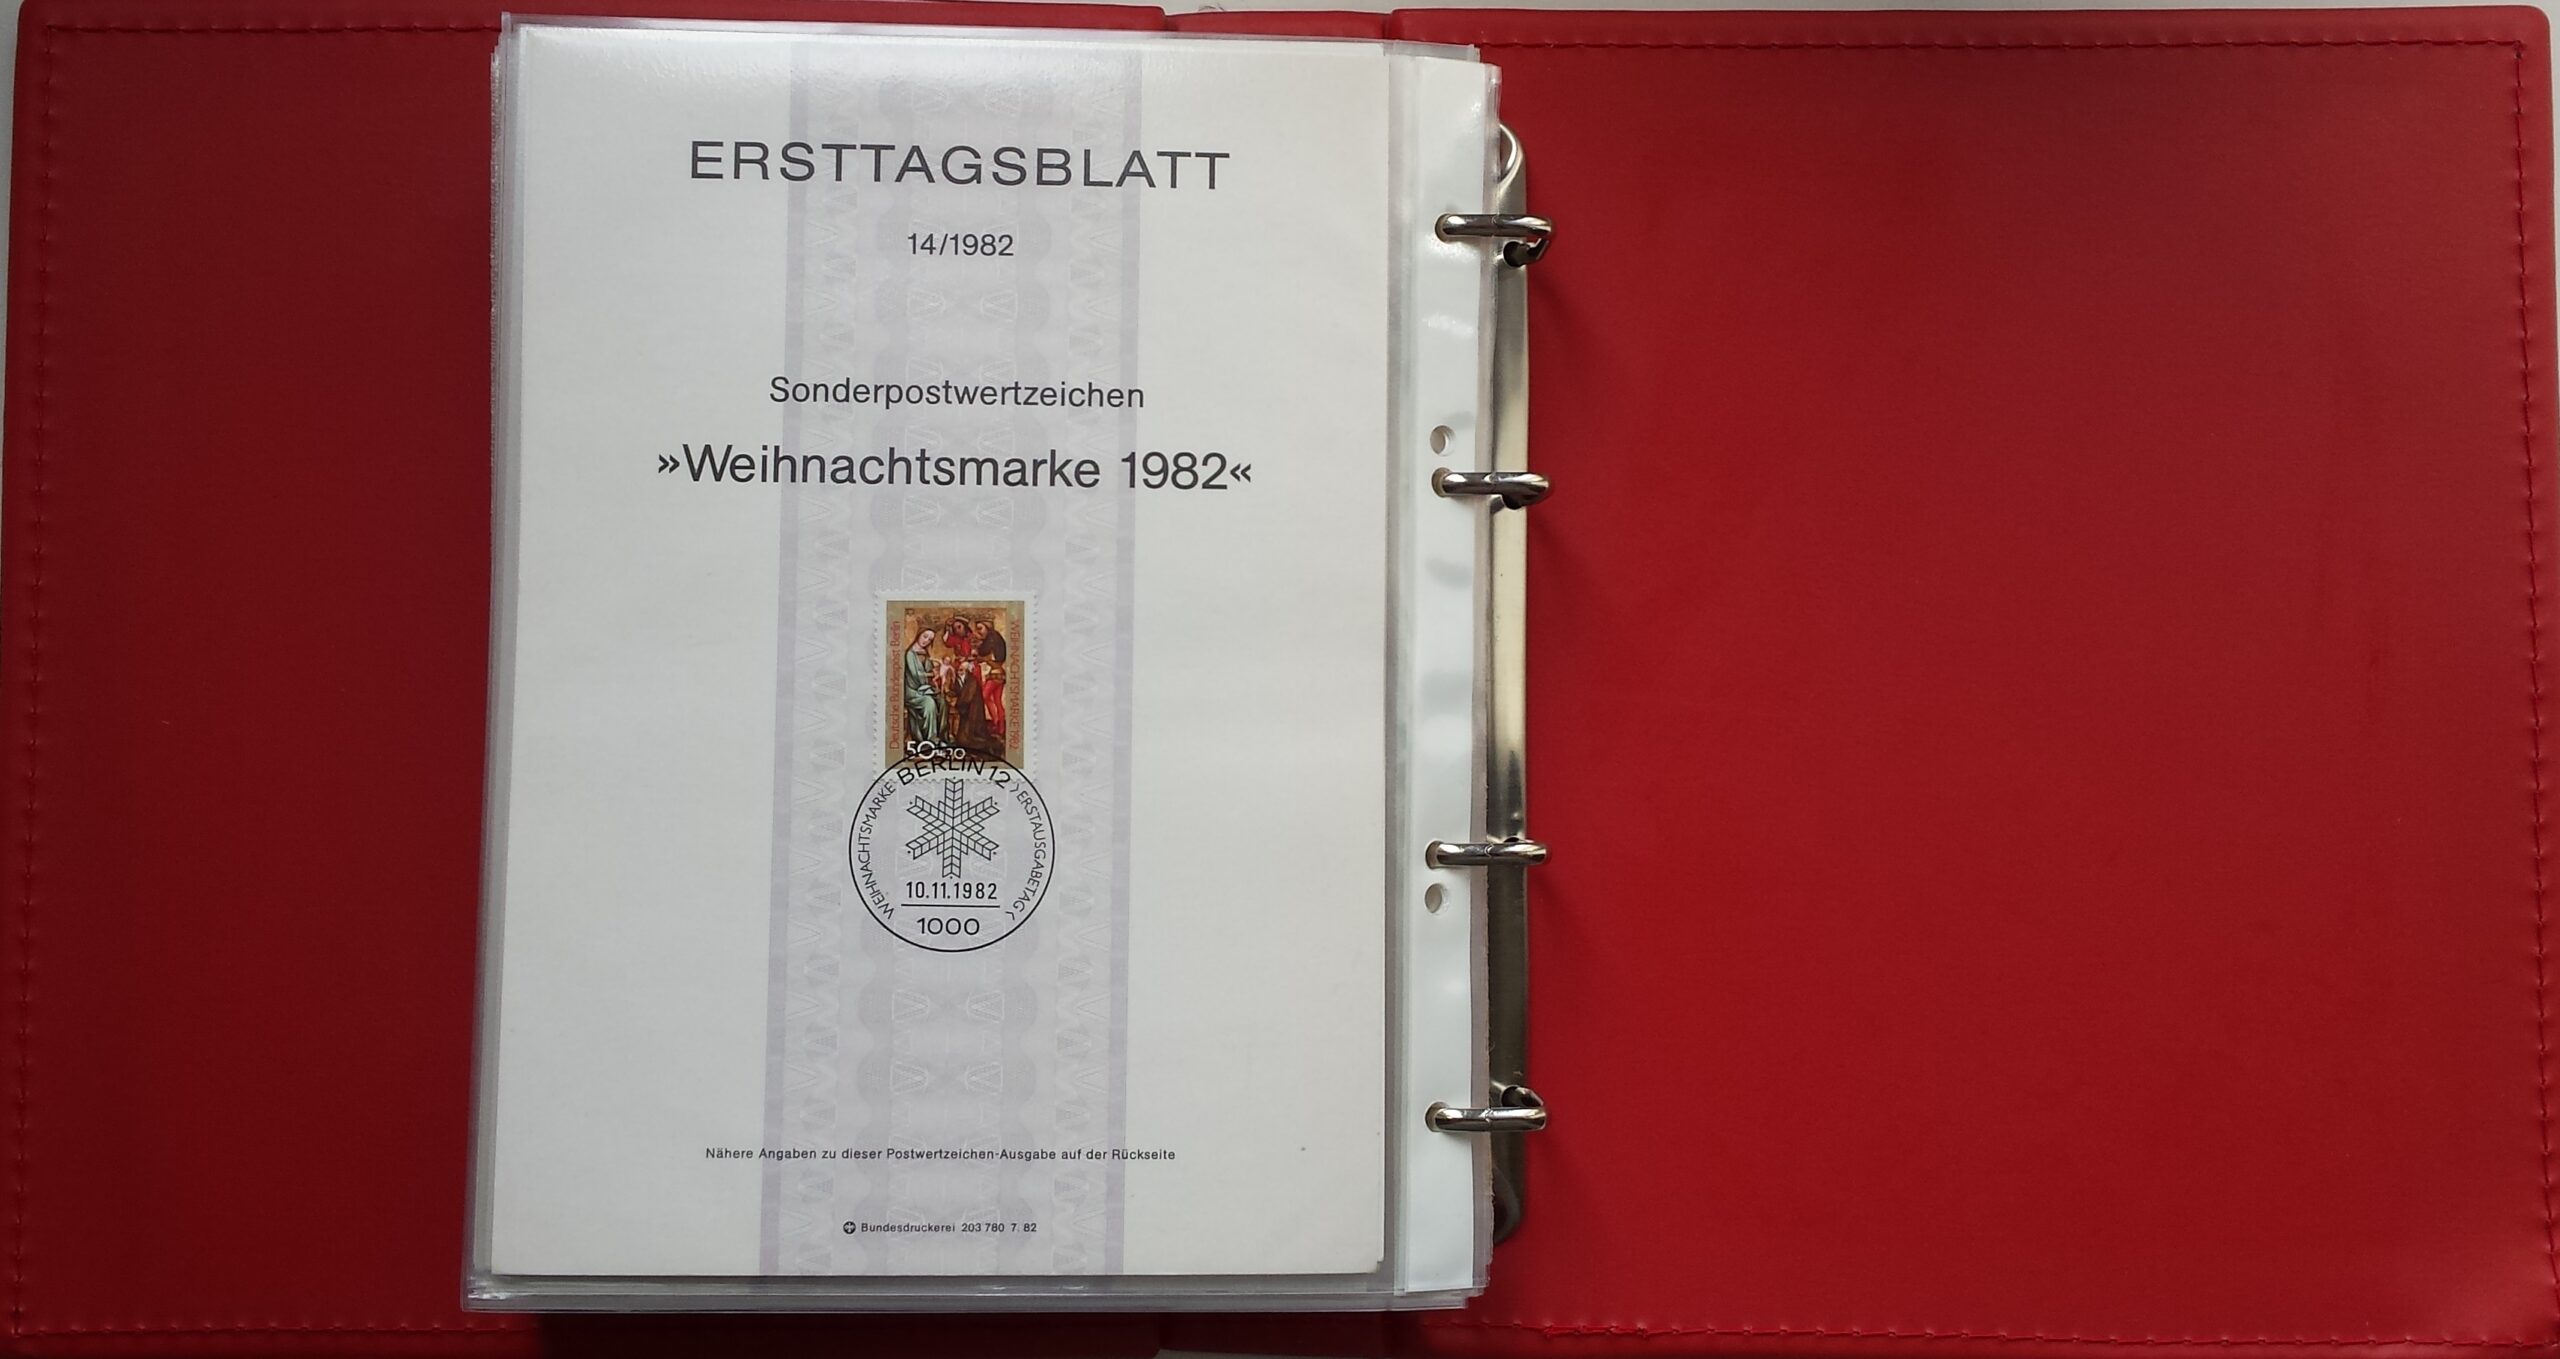 ERSTTAGSBLATT
14/1982
Sonderpostwertzeichen
»Weihnachtsmarke 1982«
Deutsche Bundespost Berlin
WEIHNACHTSMARKE 1982
50+20
BERLIN 12
WEIHNACHTSMARKE
ERSTAUSGABETAG
10.11.1982
1000
Nähere Angaben zu dieser Postwertzeichen-Ausgabe auf der Rückseite
Bundesdruckerei 203 780 7. 82